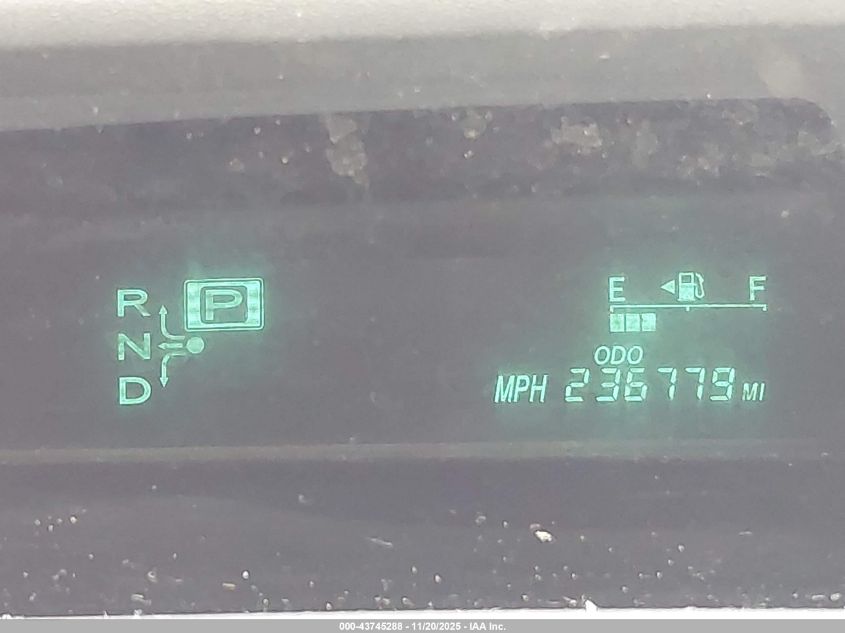 R P
N
D
E F
ODO
MPH 236779 MI
000-43745288 - 11/20/2025 - IAA Inc.